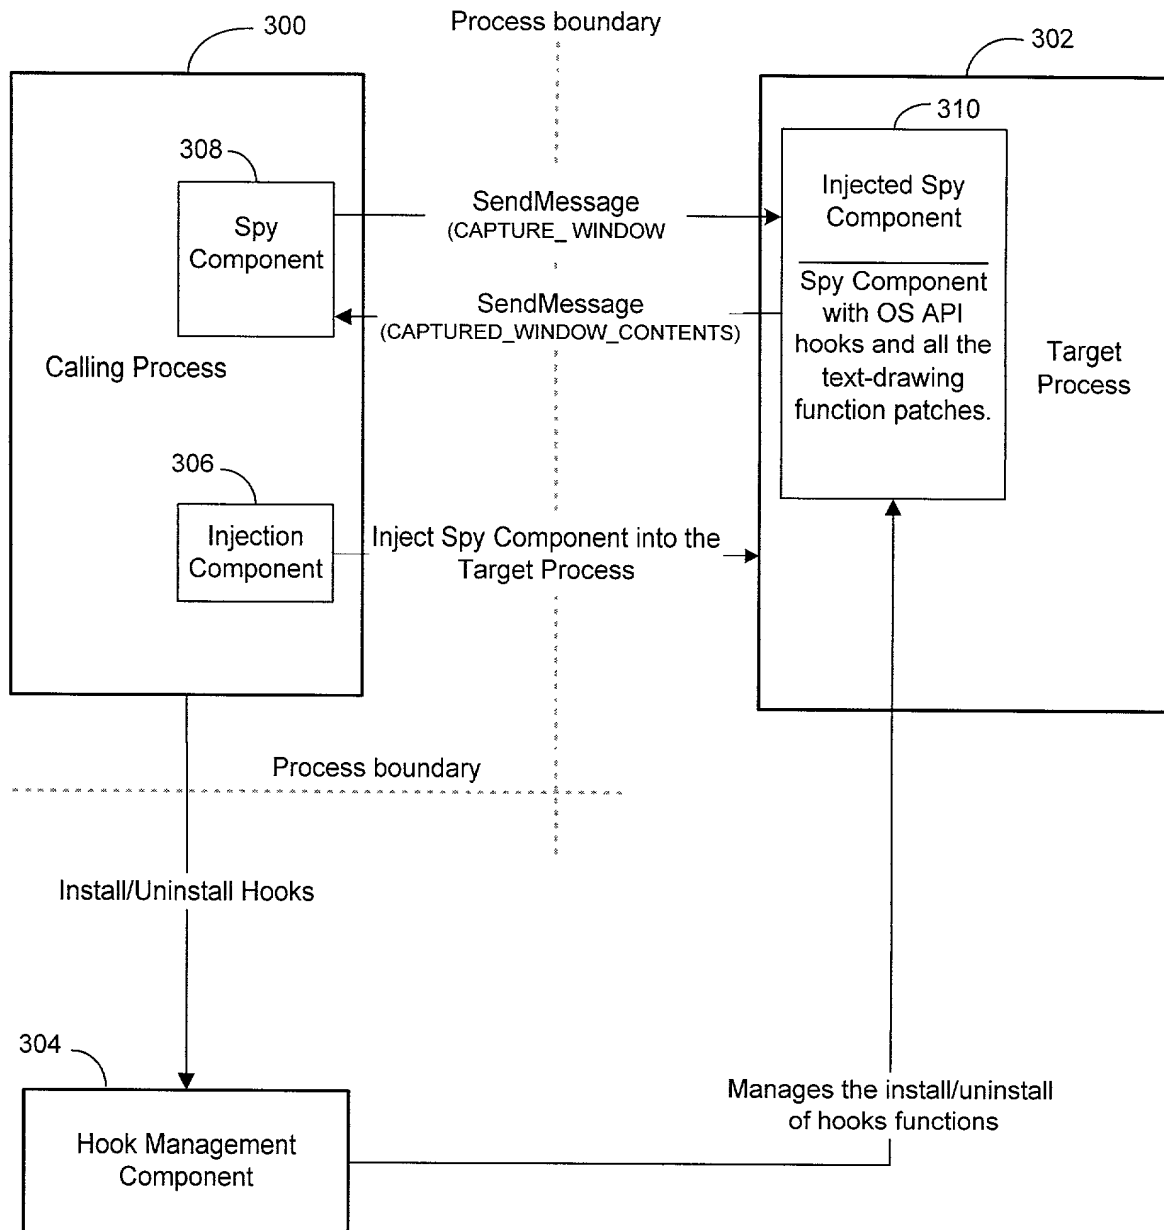 Process boundary
300
302
310
308
Spy
Component
SendMessage
(CAPTURE_ WINDOW
Injected Spy
Component
SendMessage
(CAPTURED_WINDOW_CONTENTS)
Spy Component
with OS API
hooks and all the
text-drawing
function patches.
Calling Process
Target
Process
306
Injection
Component
Inject Spy Component into the
Target Process
Process boundary
Install/Uninstall Hooks
304
Hook Management
Component
Manages the install/uninstall
of hooks functions